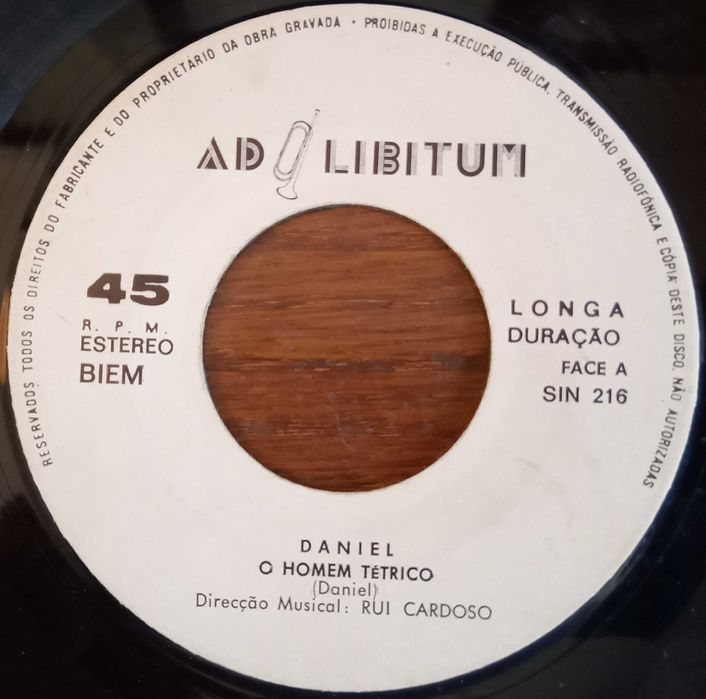 RESERVADOS TODOS OS DIREITOS DO FABRICANTE E DO PROPRIETÁRIO DA OBRA GRAVADA · PROIBIDAS A EXECUÇÃO PÚBLICA, TRANSMISSÃO RADIOFÓNICA E CÓPIA DESTE DISCO, NÃO AUTORIZADAS
AD LIBITUM
45
R. P. M.
ESTEREO
BIEM
LONGA
DURAÇÃO
FACE A
SIN 216
DANIEL
O HOMEM TÉTRICO
(Daniel)
Direcção Musical: RUI CARDOSO